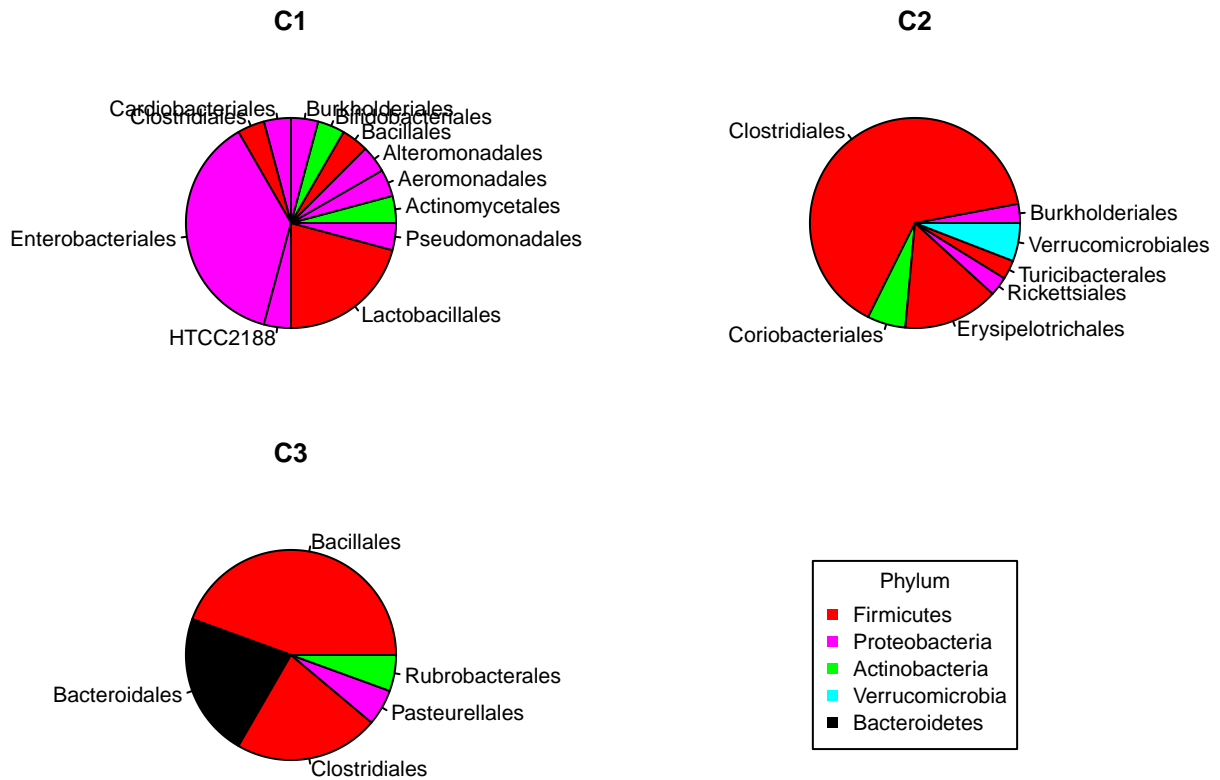 C1
Cardiobacteriales
Burkholderiales
Clostridiales
Bifidobacteriales
Bacillales
Alteromonadales
Aeromonadales
Actinomycetales
Enterobacteriales
Pseudomonadales
Lactobacillales
HTCC2188
C2
Clostridiales
Burkholderiales
Verrucomicrobiales
Turicibacterales
Rickettsiales
Erysipelotrichales
Coriobacteriales
C3
Bacillales
Bacteroidales
Rubrobacterales
Pasteurellales
Clostridiales
Phylum
Firmicutes
Proteobacteria
Actinobacteria
Verrucomicrobia
Bacteroidetes